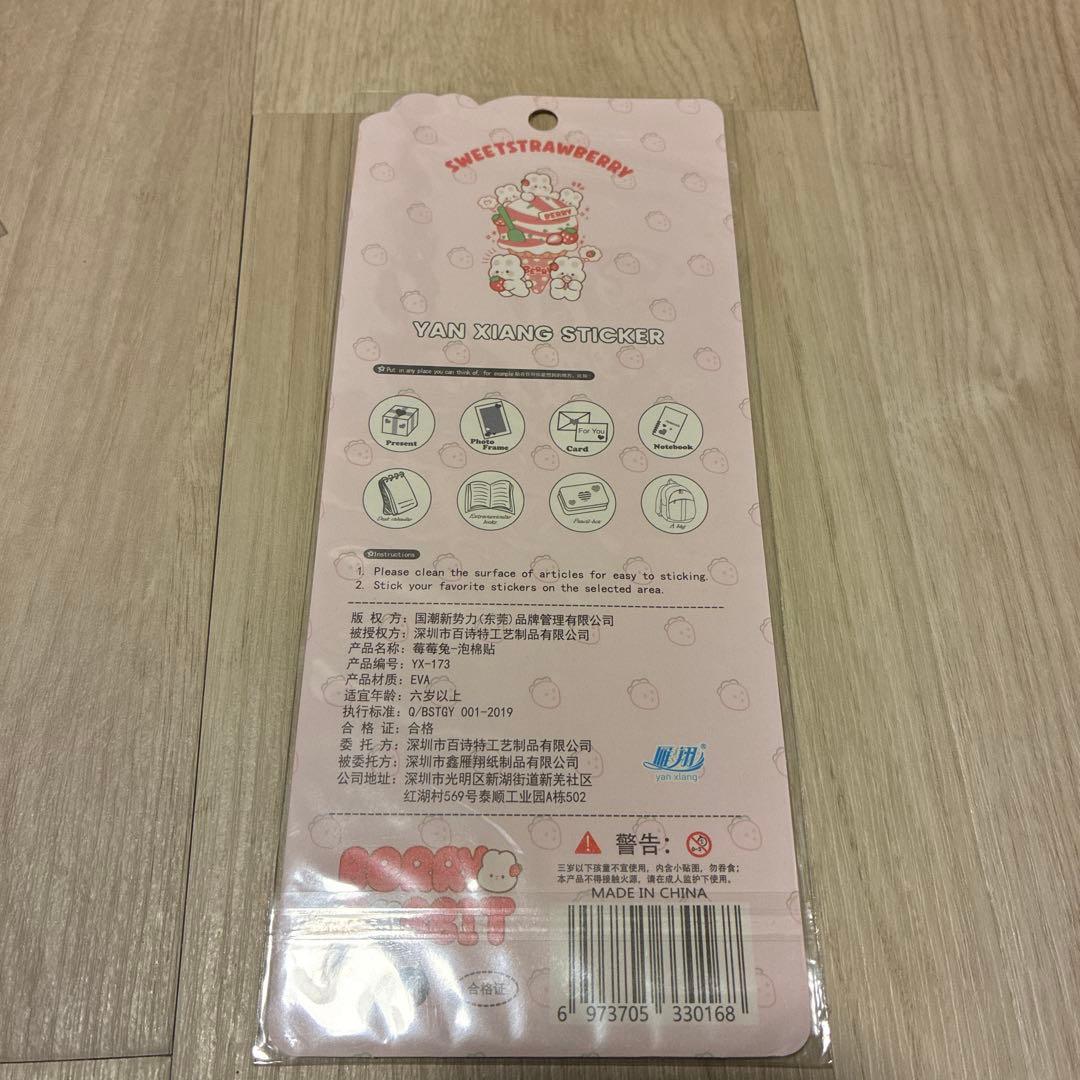 SWEETSTRAWBERRY
BERRY
BERRY
YAN XIANG STICKER
Put in any place you can think of, for example
Present
Photo Frame
For You
Card
Notebook
Desk calendar
Extracurricular books
Pencil-box
A bag
Instructions
1. Please clean the surface of articles for easy to sticking.
2. Stick your favorite stickers on the selected area.
版 权 方：国潮新势力(东莞)品牌管理有限公司
被授权方：深圳市百诗特工艺制品有限公司
产品名称：莓莓兔-泡棉贴
产品编号：YX-173
产品材质：EVA
适宜年龄：六岁以上
执行标准：Q/BSTGY 001-2019
合 格 证：合格
委 托 方：深圳市百诗特工艺制品有限公司
被委托方：深圳市鑫雁翔纸制品有限公司
公司地址：深圳市光明区新湖街道新羌社区
红湖村569号泰顺工业园A栋502
雁翔®
yan xiang
警告：
0-3
三岁以下孩童不宜使用，内含小贴图，勿吞食；
本产品不得接触火源，请在成人监护下使用。
MADE IN CHINA
合格证
6 973705 330168